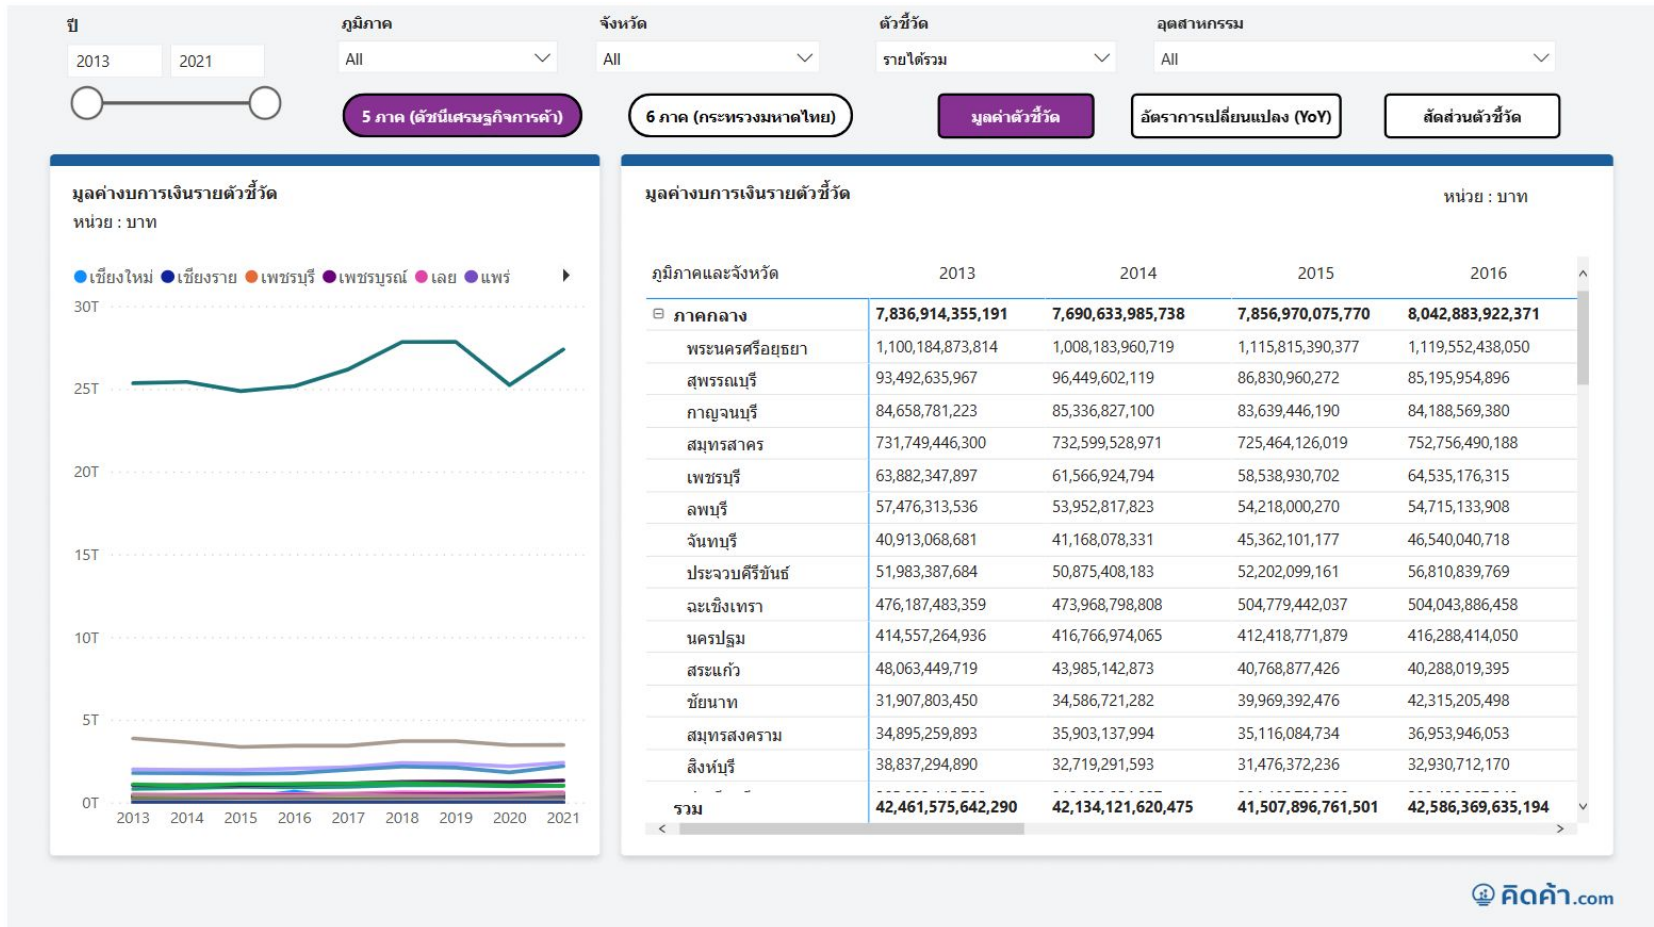 ปี
2013 2021
ภูมิภาค
All
จังหวัด
All
ตัวชี้วัด
รายได้รวม
อุตสาหกรรม
All
5 ภาค (ดัชนีเศรษฐกิจการค้า)
6 ภาค (กระทรวงมหาดไทย)
มูลค่าตัวชี้วัด
อัตราการเปลี่ยนแปลง (YoY)
สัดส่วนตัวชี้วัด
มูลค่างบการเงินรายตัวชี้วัด
หน่วย : บาท
เชียงใหม่ เชียงราย เพชรบุรี เพชรบูรณ์ เลย แพร่
30T
25T
20T
15T
10T
5T
0T
2013 2014 2015 2016 2017 2018 2019 2020 2021
มูลค่างบการเงินรายตัวชี้วัด
หน่วย : บาท
ภูมิภาคและจังหวัด 2013 2014 2015 2016
ภาคกลาง 7,836,914,355,191 7,690,633,985,738 7,856,970,075,770 8,042,883,922,371
พระนครศรีอยุธยา 1,100,184,873,814 1,008,183,960,719 1,115,815,390,377 1,119,552,438,050
สุพรรณบุรี 93,492,635,967 96,449,602,119 86,830,960,272 85,195,954,896
กาญจนบุรี 84,658,781,223 85,336,827,100 83,639,446,190 84,188,569,380
สมุทรสาคร 731,749,446,300 732,599,528,971 725,464,126,019 752,756,490,188
เพชรบุรี 63,882,347,897 61,566,924,794 58,538,930,702 64,535,176,315
ลพบุรี 57,476,313,536 53,952,817,823 54,218,000,270 54,715,133,908
จันทบุรี 40,913,068,681 41,168,078,331 45,362,101,177 46,540,040,718
ประจวบคีรีขันธ์ 51,983,387,684 50,875,408,183 52,202,099,161 56,810,839,769
ฉะเชิงเทรา 476,187,483,359 473,968,798,808 504,779,442,037 504,043,886,458
นครปฐม 414,557,264,936 416,766,974,065 412,418,771,879 416,288,414,050
สระแก้ว 48,063,449,719 43,985,142,873 40,768,877,426 40,288,019,395
ชัยนาท 31,907,803,450 34,586,721,282 39,969,392,476 42,315,205,498
สมุทรสงคราม 34,895,259,893 35,903,137,994 35,116,084,734 36,953,946,053
สิงห์บุรี 38,837,294,890 32,719,291,593 31,476,372,236 32,930,712,170
รวม 42,461,575,642,290 42,134,121,620,475 41,507,896,761,501 42,586,369,635,194
คิดค้า.com